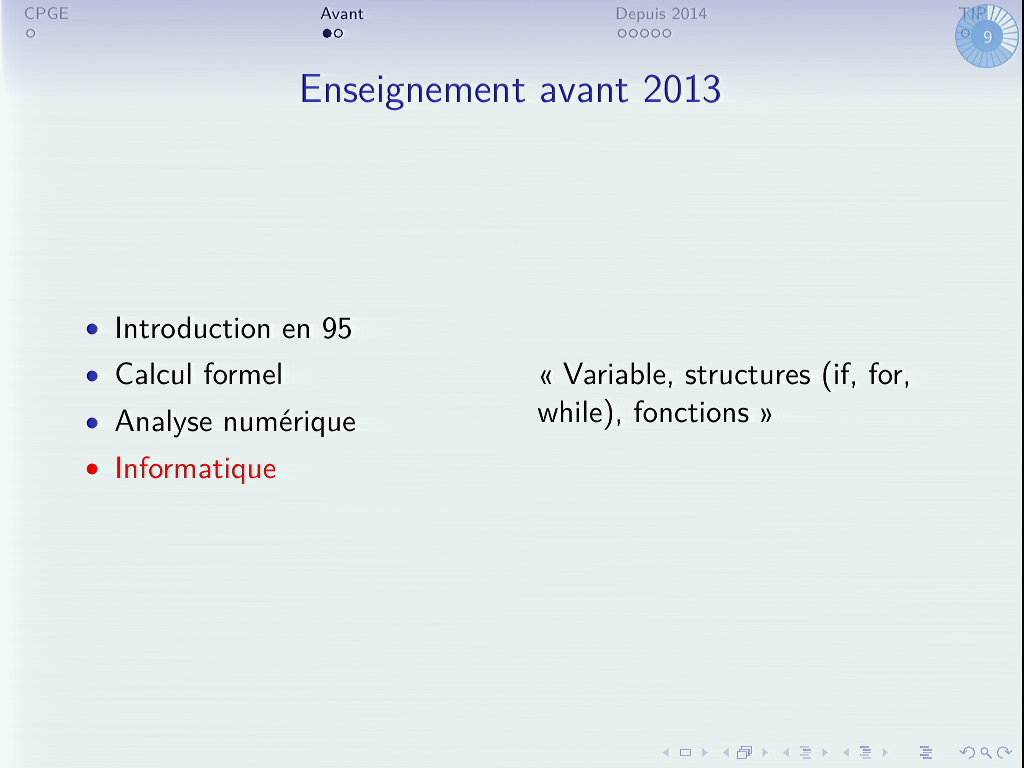 CPGE
Avant
Depuis 2014
TIPE
9
Enseignement avant 2013
• Introduction en 95
• Calcul formel
• Analyse numérique
• Informatique
« Variable, structures (if, for,
while), fonctions »